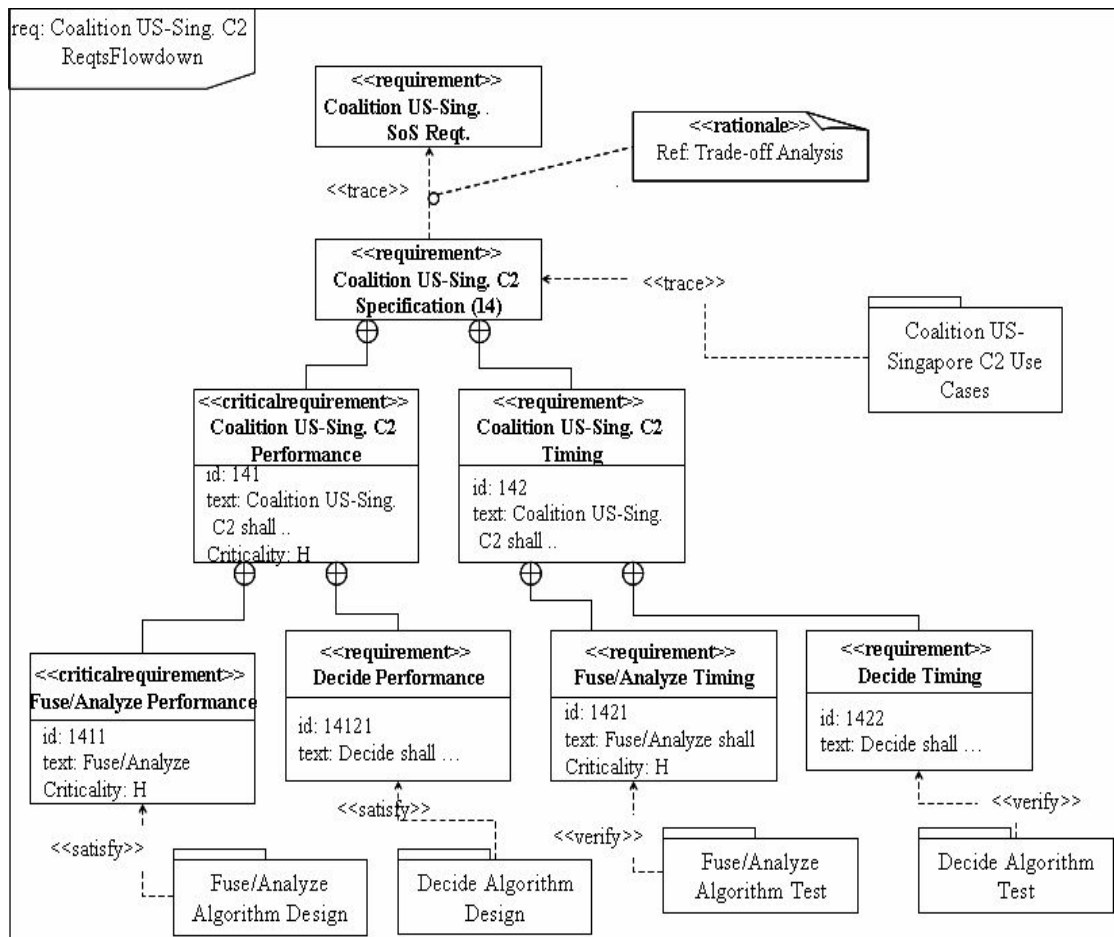 req: Coalition US-Sing. C2
ReqtsFlowdown
<<requirement>>
Coalition US-Sing. .
SoS Reqt.
<<rationale>>
Ref: Trade-off Analysis
<<trace>>
<<requirement>>
Coalition US-Sing. C2
Specification (14)
<<trace>>
Coalition US-
Singapore C2 Use
Cases
<<criticalrequirement>>
Coalition US-Sing. C2
Performance
id: 141
text: Coalition US-Sing.
C2 shall ..
Criticality: H
<<requirement>>
Coalition US-Sing. C2
Timing
id: 142
text: Coalition US-Sing.
C2 shall ..
<<criticalrequirement>>
Fuse/Analyze Performance
id: 1411
text: Fuse/Analyze
Criticality: H
<<requirement>>
Decide Performance
id: 14121
text: Decide shall ...
<<requirement>>
Fuse/Analyze Timing
id: 1421
text: Fuse/Analyze shall
Criticality: H
<<requirement>>
Decide Timing
id: 1422
text: Decide shall ...
<<satisfy>>
<<satisfy>>
<<verify>>
<<verify>>
Fuse/Analyze
Algorithm Design
Decide Algorithm
Design
Fuse/Analyze
Algorithm Test
Decide Algorithm
Test